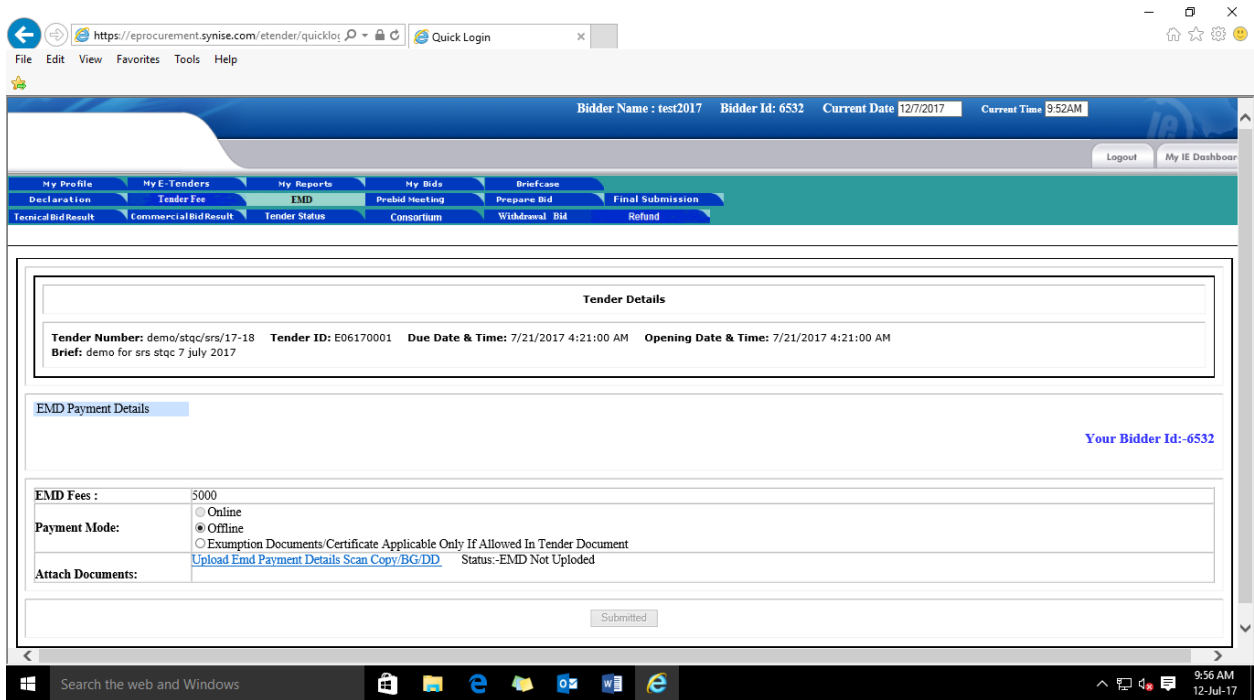 https://eprocurement.synise.com/etender/quicklo
Quick Login
File Edit View Favorites Tools Help
Bidder Name : test2017 Bidder Id: 6532 Current Date 12/7/2017 Current Time 9:52AM
Logout My IE Dashboar
My Profile My E-Tenders My Reports My Bids Briefcase
Declaration Tender Fee EMD Prebid Meeting Prepare Bid Final Submission
TecnicalBidResult CommercialBidResult Tender Status Consortium Withdrawal Bid Refund
Tender Details
Tender Number: demo/stqc/srs/17-18 Tender ID: E06170001 Due Date & Time: 7/21/2017 4:21:00 AM Opening Date & Time: 7/21/2017 4:21:00 AM
Brief: demo for srs stqc 7 july 2017
EMD Payment Details
Your Bidder Id:-6532
EMD Fees : 5000
Online
Payment Mode: Offline
Exumption Documents/Certificate Applicable Only If Allowed In Tender Document
Upload Emd Payment Details Scan Copy/BG/DD Status:-EMD Not Uploded
Attach Documents:
Submitted
Search the web and Windows
9:56 AM
12-Jul-17